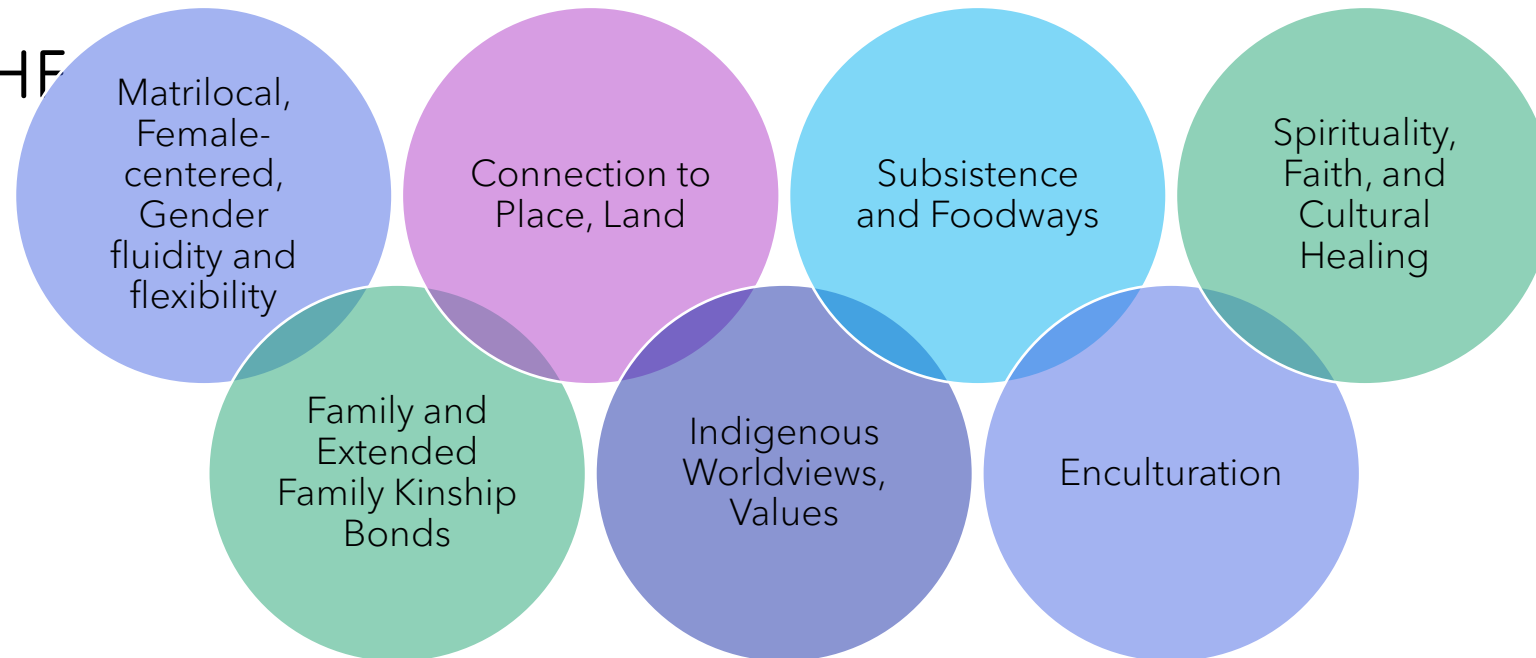 HE
Matrilocal,
Female-
centered,
Gender
fluidity and
flexibility
Connection to
Place, Land
Subsistence
and Foodways
Spirituality,
Faith, and
Cultural
Healing
Family and
Extended
Family Kinship
Bonds
Indigenous
Worldviews,
Values
Enculturation